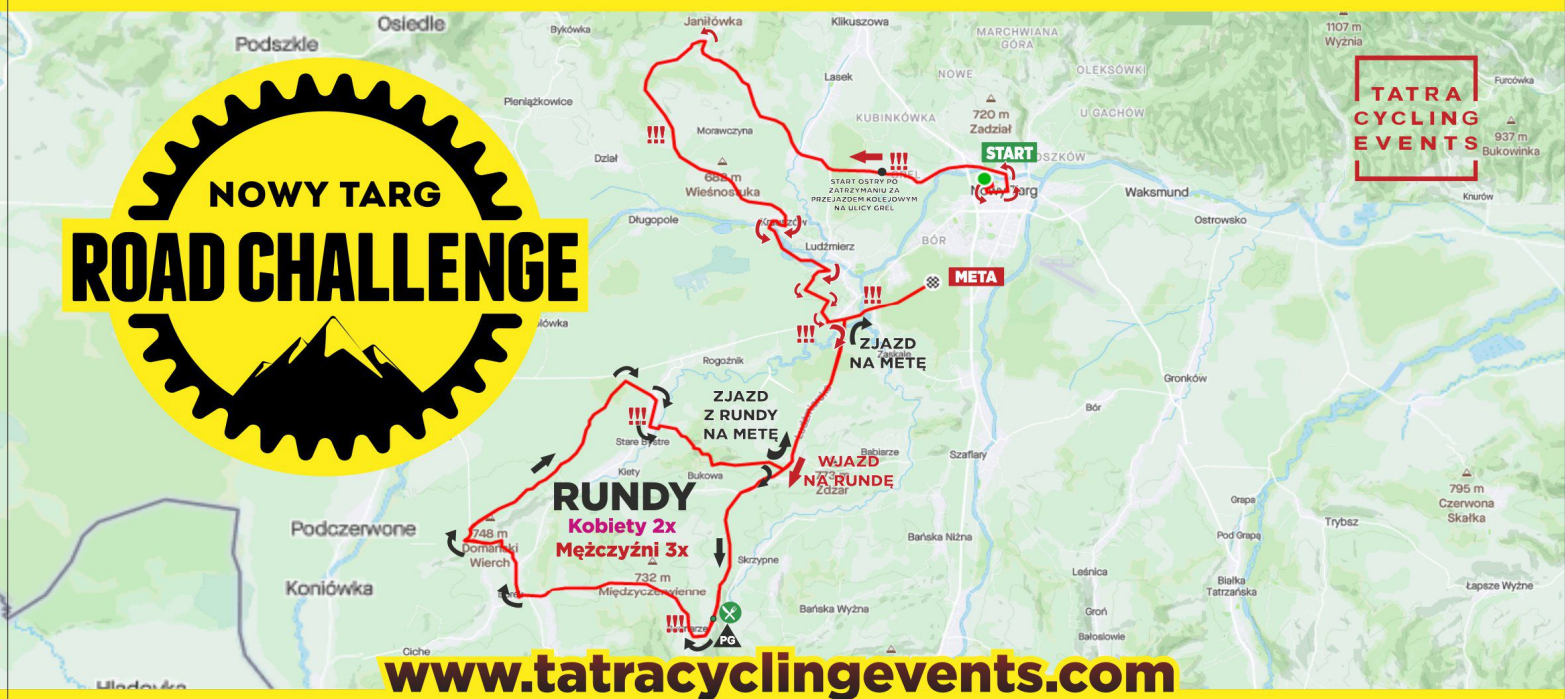 Osiedle
Podszkle
Bykówka
Janiłówka
Klikuszowa
MARCHWIANA
GÓRA
1107 m
Wyżnia
NOWE
OLEKSÓWKI
Lasek
Furcówka
TATRA
CYCLING
EVENTS
937 m
Bukowinka
Pieniążkowice
KUBINKÓWKA
720 m
Zadział
U GACHÓW
Morawczyna
!!!
Dział
!!!
START
START OSTRY PO
ZATRZYMANIU ZA
PRZEJAZDEM KOLEJOWYM
NA ULICY GREL
NOWY TARG
ROAD CHALLENGE
Waksmund
Knurów
Długopole
Ostrowsko
Ludźmierz
BÓR
META
!!!
!!!
ZJAZD
NA METĘ
Zaskale
Rogoźnik
Gronków
ZJAZD
Z RUNDY
NA METĘ
Bór
!!!
Stare Bystre
Babiarze
Szaflary
WJAZD
NA RUNDĘ
Kiety
Bukowa
RUNDY
Kobiety 2x
Mężczyźni 3x
795 m
Czerwona
Skałka
Grapa
Trybsz
Podczerwone
748 m
Domański
Wierch
Bańska Niżna
Pod Grapą
Skrzypne
732 m
Międzyczerwienne
Koniówka
Leśnica
Białka
Tatrzańska
Łapsze Wyżne
Bańska Wyżna
Groń
!!!
PG
Bałosiowie
Ciche
www.tatracyclingevents.com